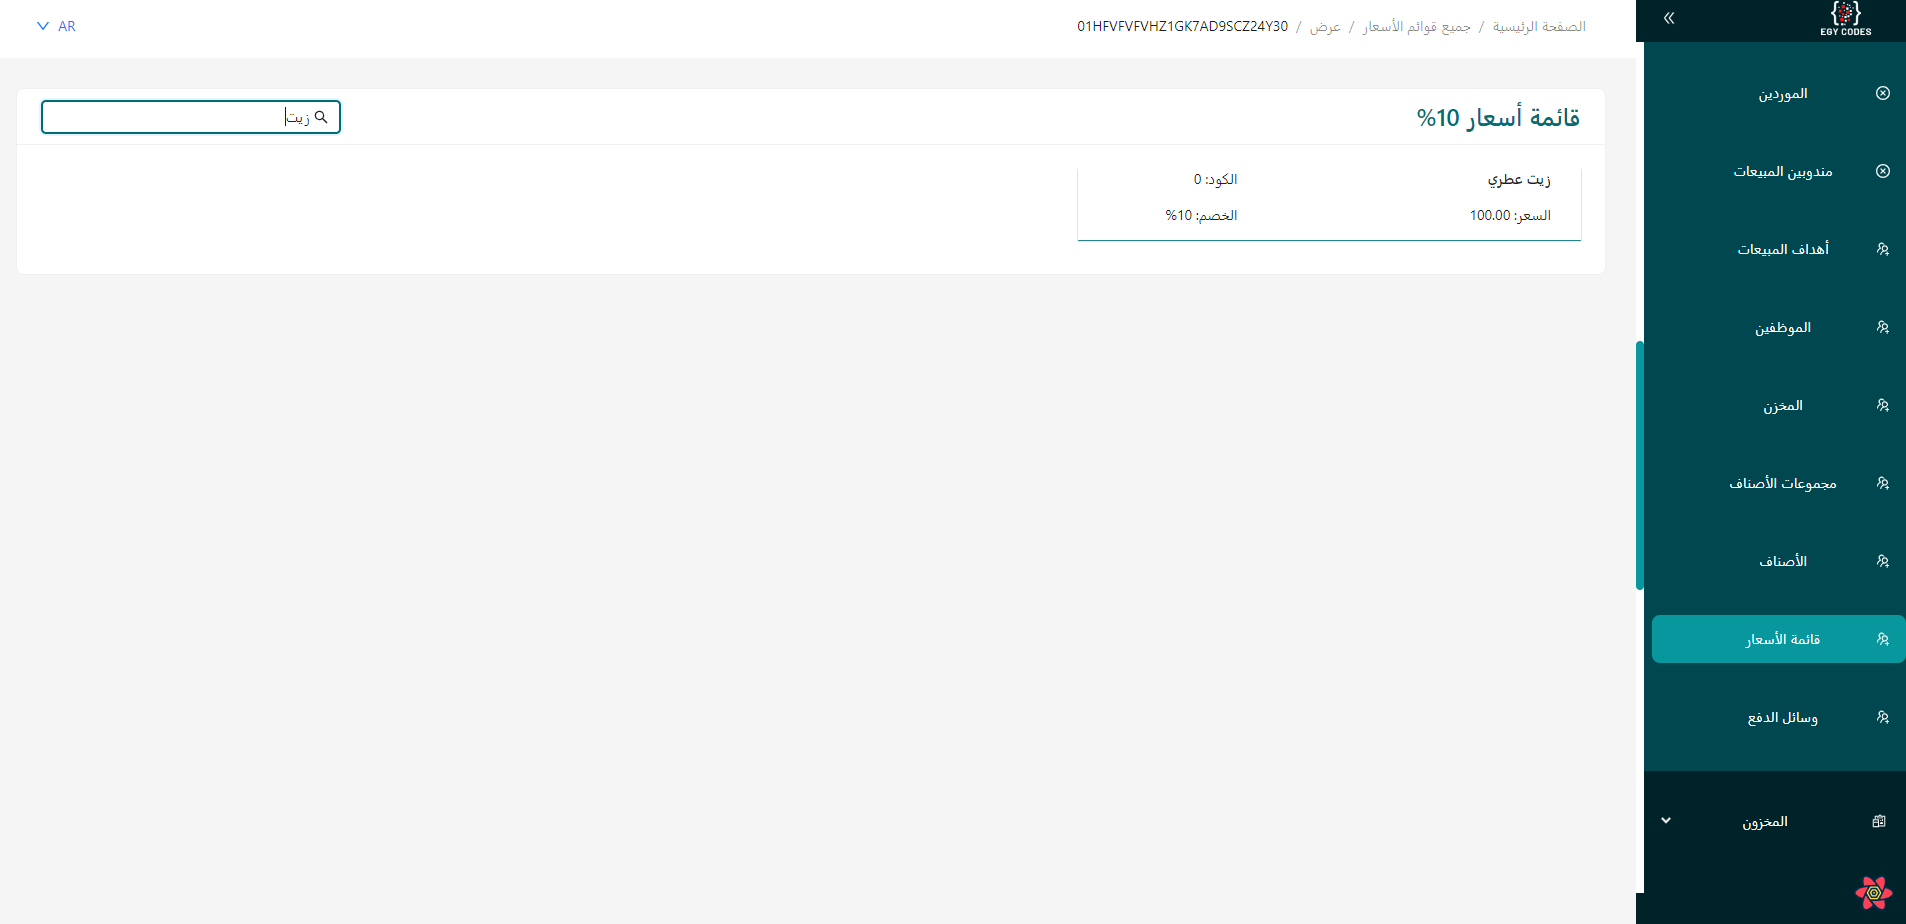 EGY CODES
الموردين
مندوبين المبيعات
أهداف المبيعات
الموظفين
المخزن
مجموعات الأصناف
الأصناف
قائمة الأسعار
وسائل الدفع
المخزون
الصفحة الرئيسية / جميع قوائم الأسعار / عرض / 01HFVFVFVHZ1GK7AD9SCZ24Y30
AR
قائمة أسعار 10%
زيت
زيت عطري
الكود: 0
السعر: 100.00
الخصم: 10%